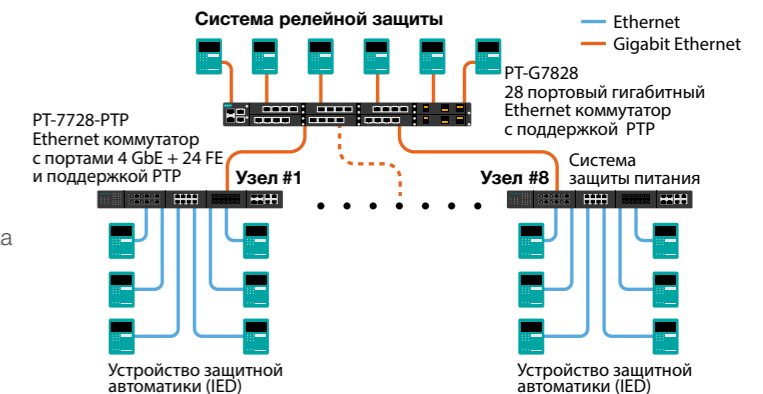 Система релейной защиты
Ethernet
Gigabit Ethernet
PT-G7828
28 портовый гигабитный
Ethernet коммутатор
с поддержкой PTP
PT-7728-PTP
Ethernet коммутатор
с портами 4 GbE + 24 FE
и поддержкой PTP
Узел #1
Узел #8
Система
защиты питания
ка
Устройство защитной
автоматики (IED)
Устройство защитной
автоматики (IED)